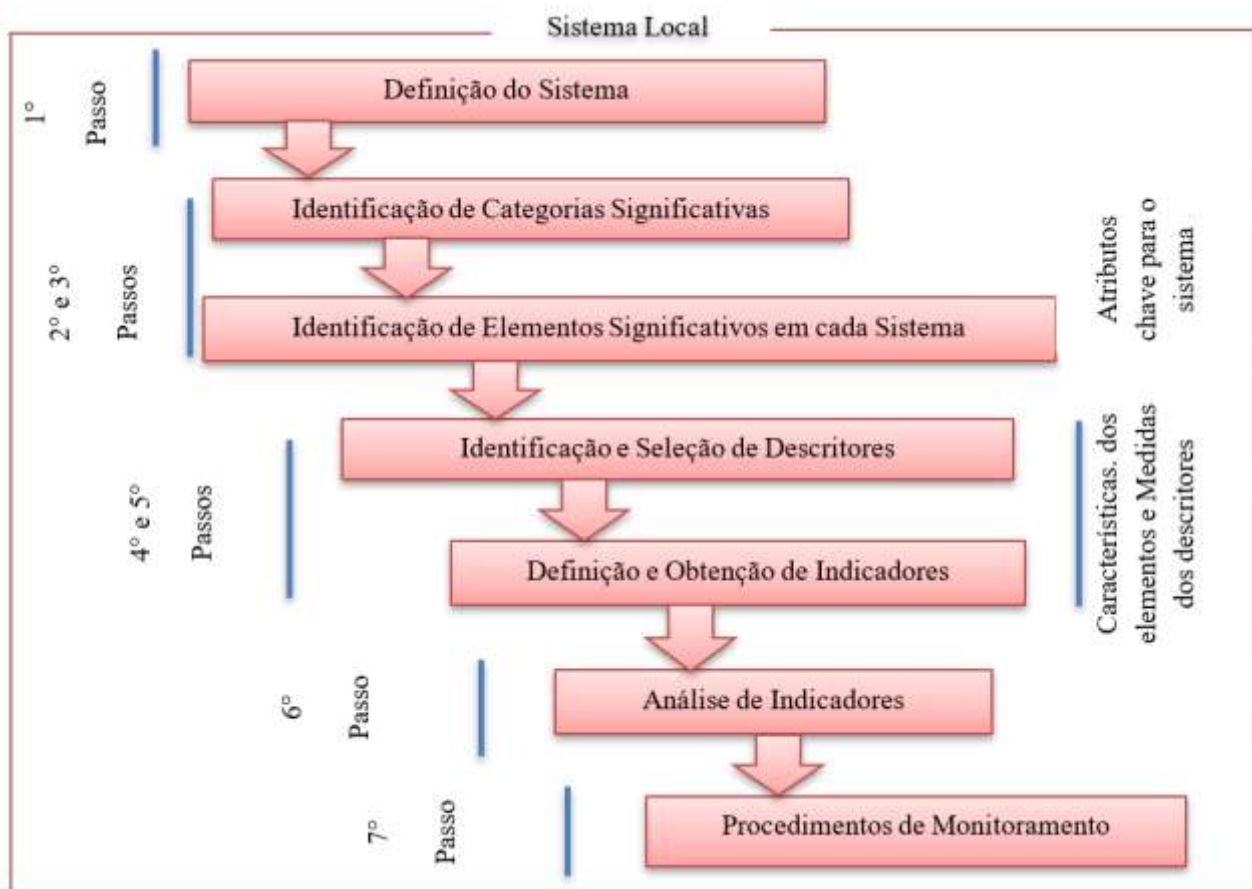 Sistema Local
1°
Passo
Definição do Sistema
2° e 3°
Passos
Identificação de Categorias Significativas
Identificação de Elementos Significativos em cada Sistema
Atributos
chave para o
sistema
4° e 5°
Passos
Identificação e Seleção de Descritores
Definição e Obtenção de Indicadores
Características. dos
elementos e Medidas
dos descritores
6°
Passo
Análise de Indicadores
7°
Passo
Procedimentos de Monitoramento